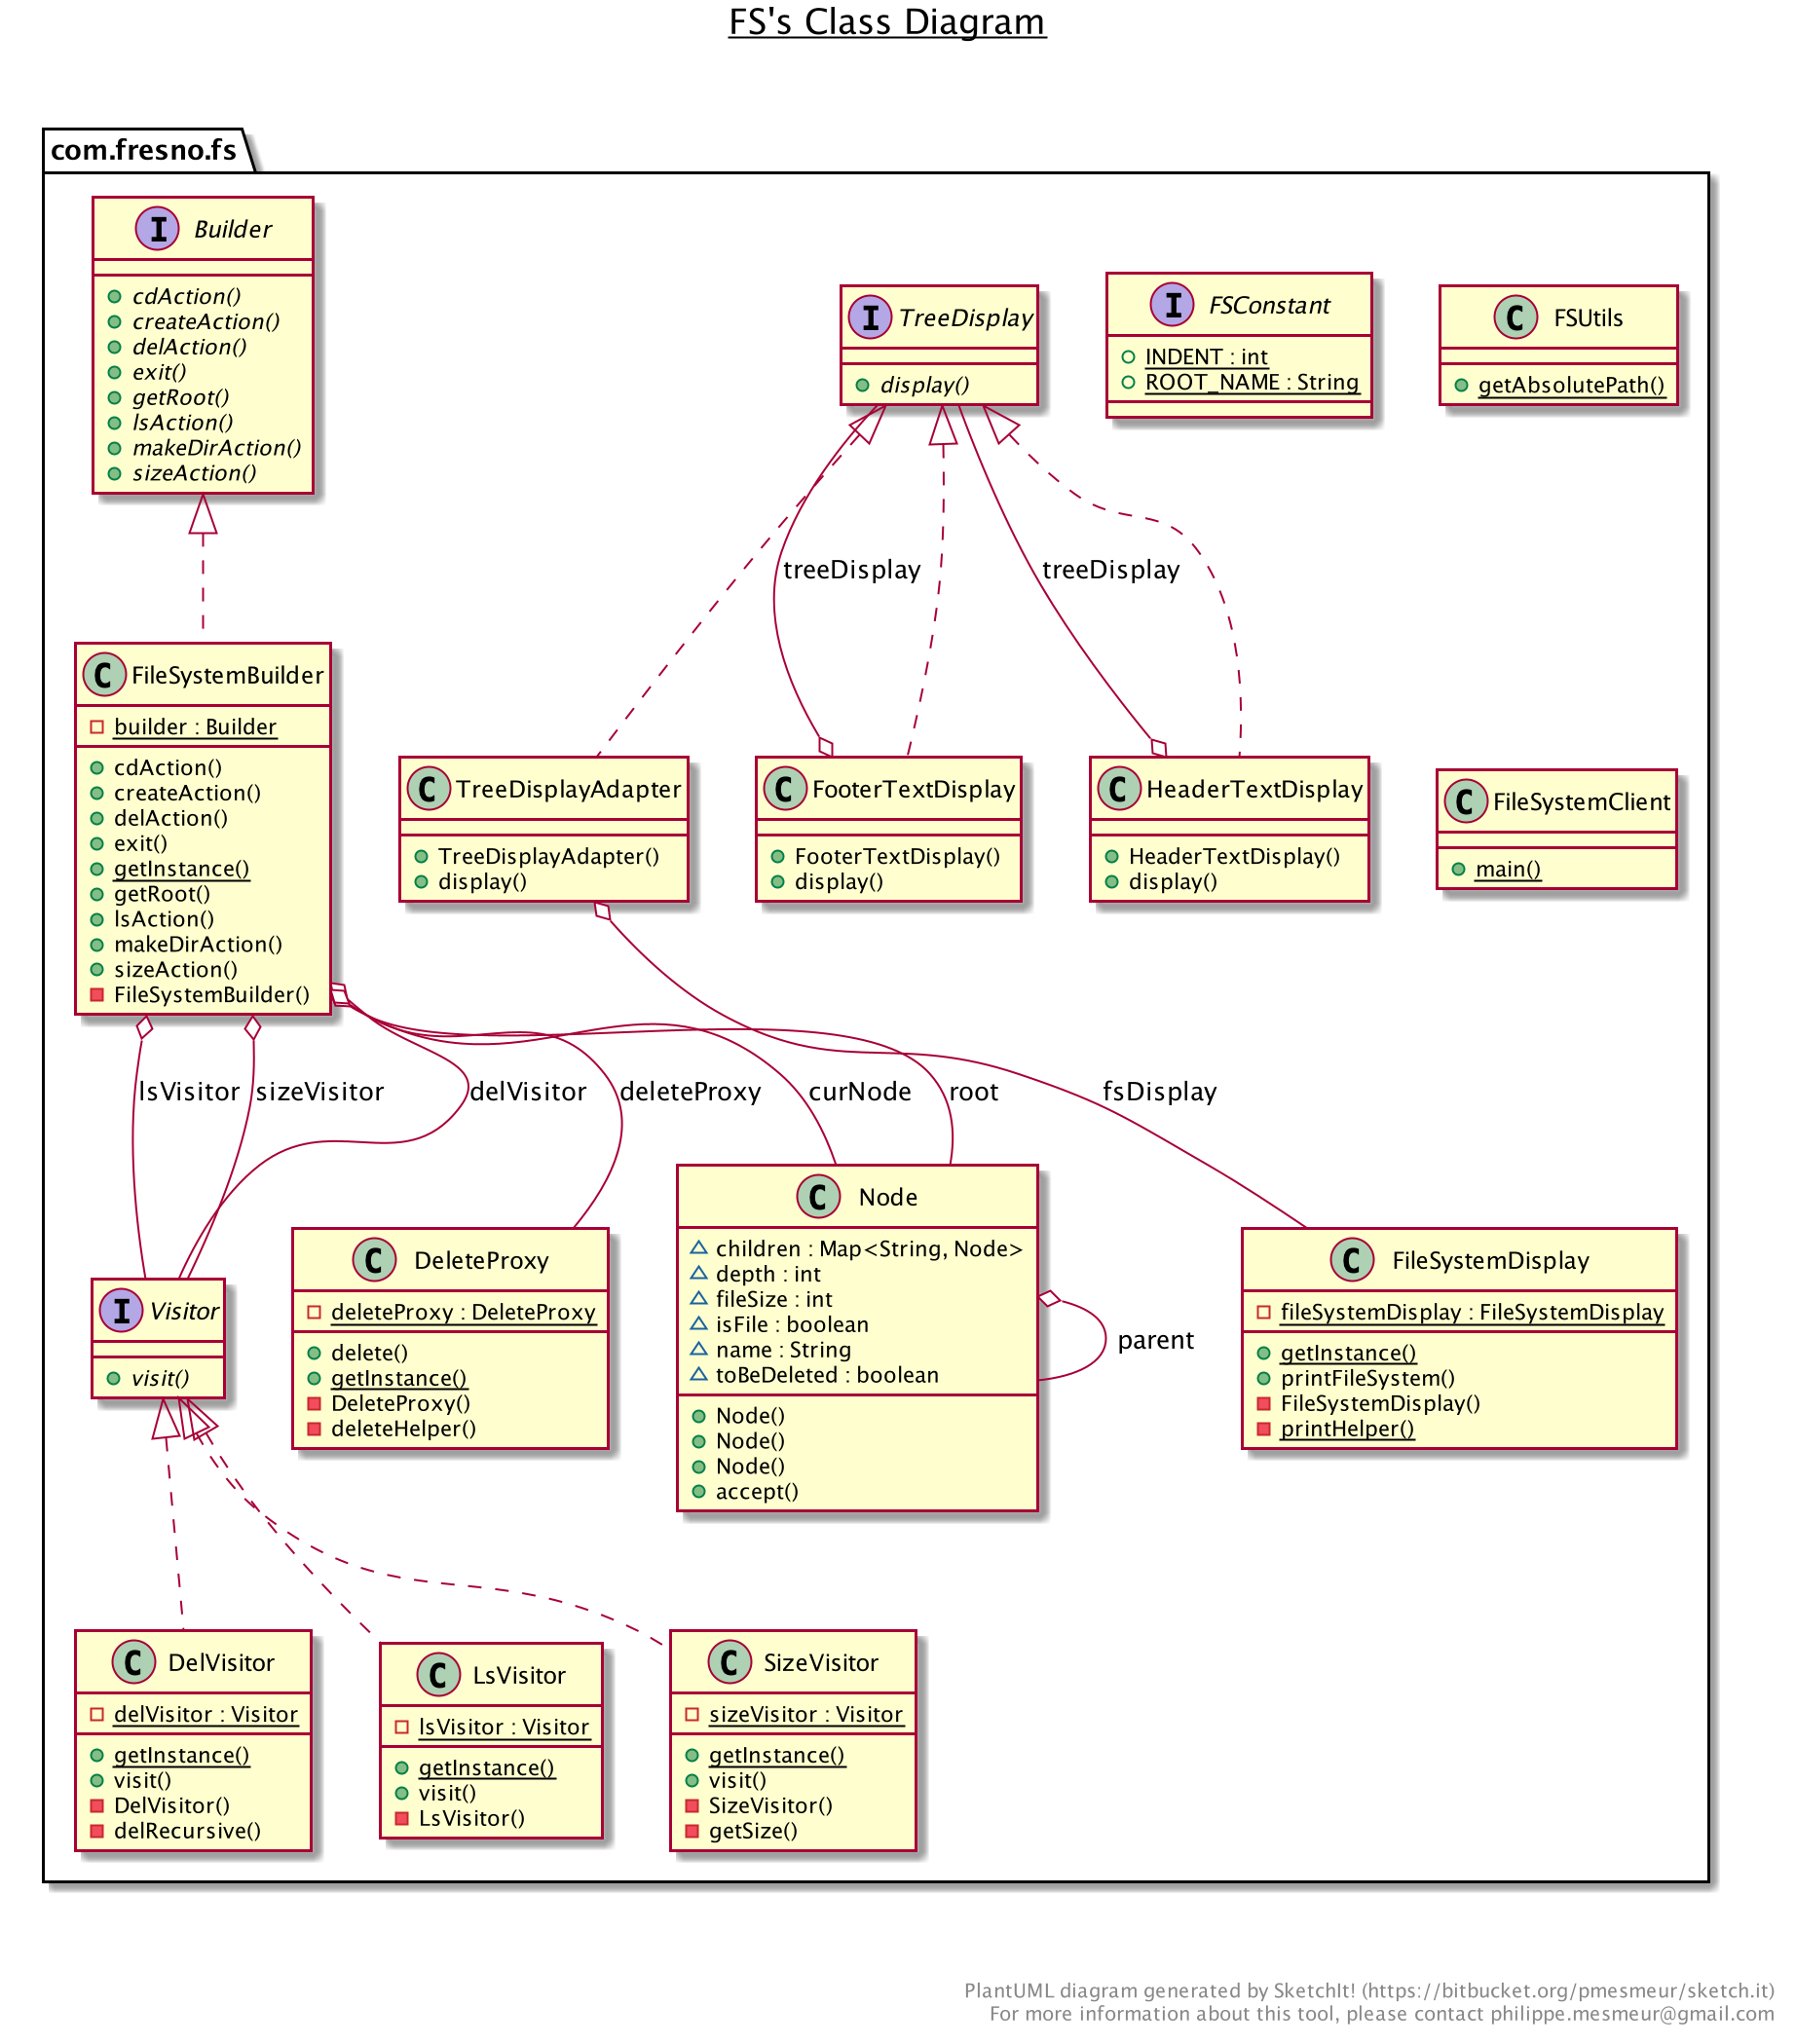 FS's Class Diagram
com.fresno.fs
I Builder
cdAction()
createAction()
delAction()
exit()
getRoot()
lsAction()
makeDirAction()
sizeAction()
I TreeDisplay
display()
I FSConstant
INDENT : int
ROOT_NAME : String
C FSUtils
getAbsolutePath()
treeDisplay
treeDisplay
C FileSystemBuilder
builder : Builder
cdAction()
createAction()
delAction()
exit()
getInstance()
getRoot()
lsAction()
makeDirAction()
sizeAction()
FileSystemBuilder()
C TreeDisplayAdapter
TreeDisplayAdapter()
display()
C FooterTextDisplay
FooterTextDisplay()
display()
C HeaderTextDisplay
HeaderTextDisplay()
display()
C FileSystemClient
main()
lsVisitor
sizeVisitor
delVisitor
deleteProxy
curNode
root
fsDisplay
I Visitor
visit()
C DeleteProxy
deleteProxy : DeleteProxy
delete()
getInstance()
DeleteProxy()
deleteHelper()
C Node
children : Map<String, Node>
depth : int
fileSize : int
isFile : boolean
name : String
toBeDeleted : boolean
Node()
Node()
Node()
accept()
parent
C FileSystemDisplay
fileSystemDisplay : FileSystemDisplay
getInstance()
printFileSystem()
FileSystemDisplay()
printHelper()
C DelVisitor
delVisitor : Visitor
getInstance()
visit()
DelVisitor()
delRecursive()
C LsVisitor
lsVisitor : Visitor
getInstance()
visit()
LsVisitor()
C SizeVisitor
sizeVisitor : Visitor
getInstance()
visit()
SizeVisitor()
getSize()
PlantUML diagram generated by SketchIt! (https://bitbucket.org/pmesmeur/sketch.it)
For more information about this tool, please contact philippe.mesmeur@gmail.com